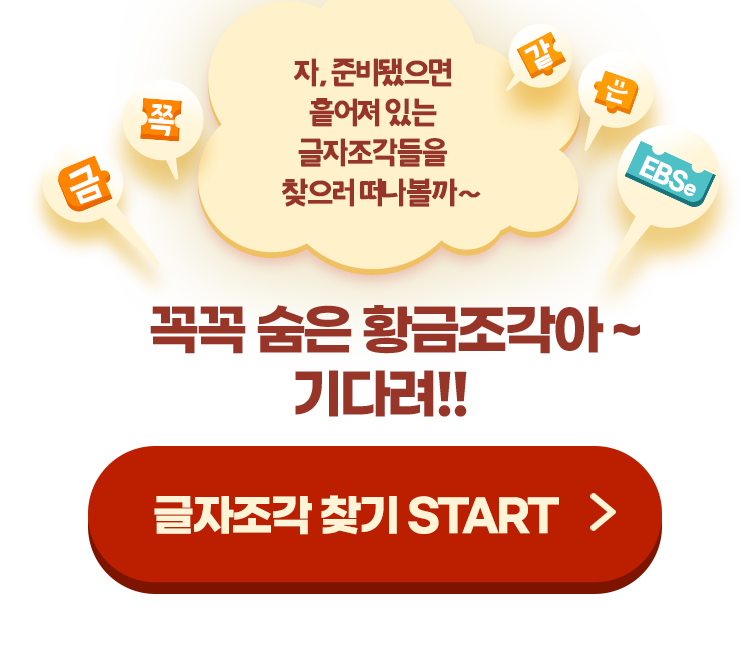 자, 준비됐으면
흩어져 있는
글자조각들을
찾으러 떠나볼까~
금
쪽
같
은
EBSe
꼭꼭 숨은 황금조각아~
기다려!!
글자조각 찾기 START >